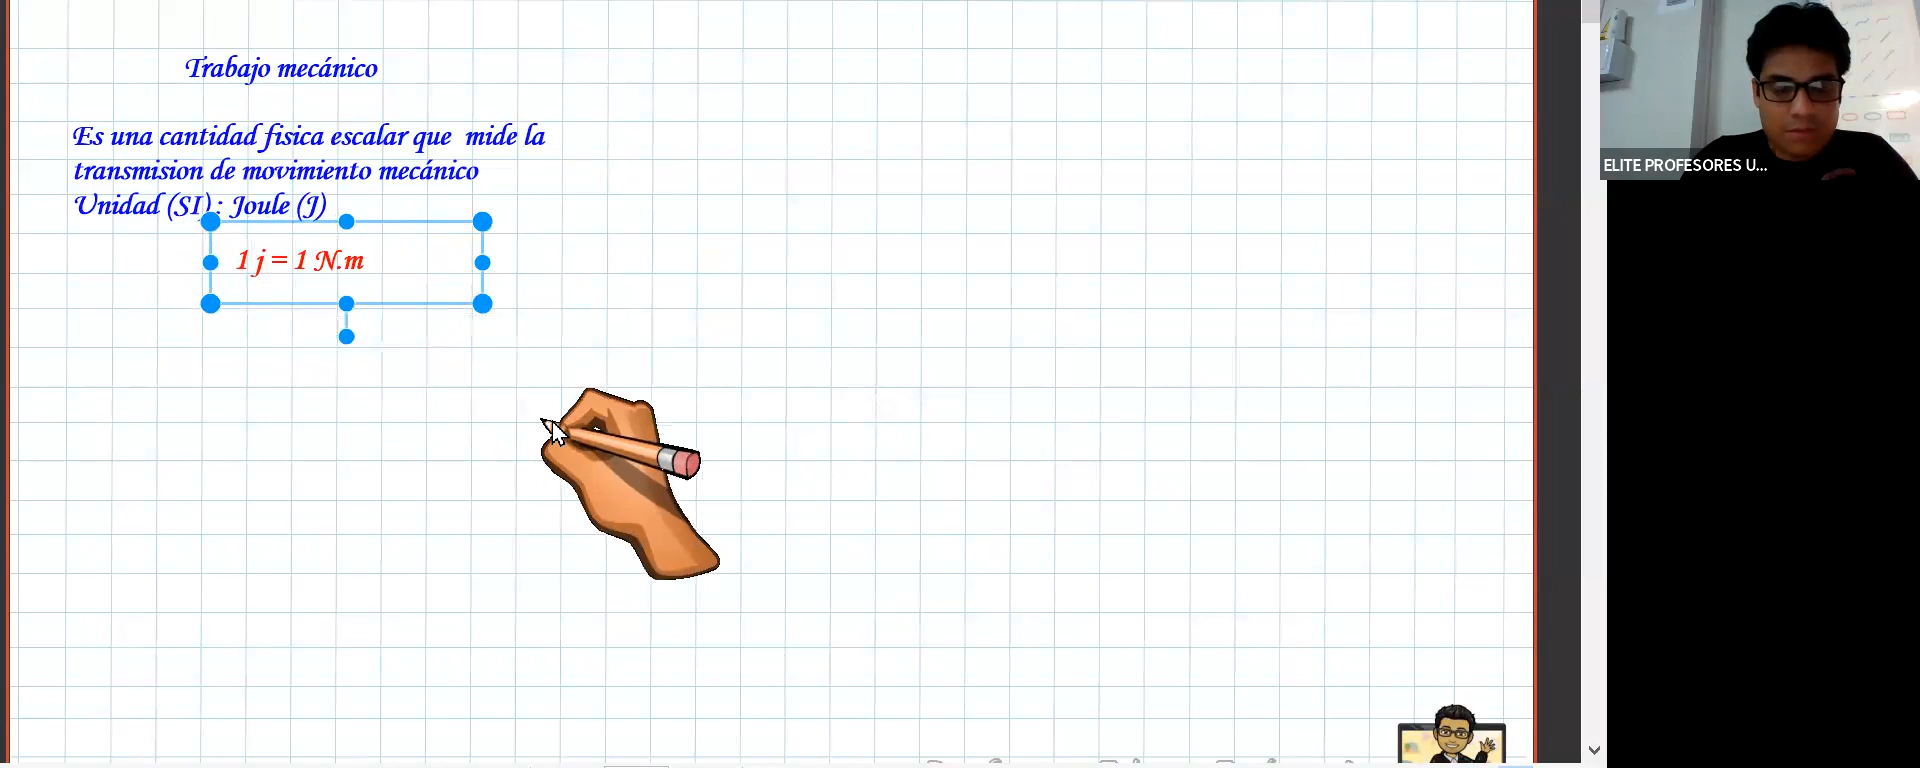 Trabajo mecánico
Es una cantidad fisica escalar que mide la
transmision de movimiento mecánico
Unidad (SI): Joule (J)
1 j = 1 N.m
ELITE PROFESORES U...